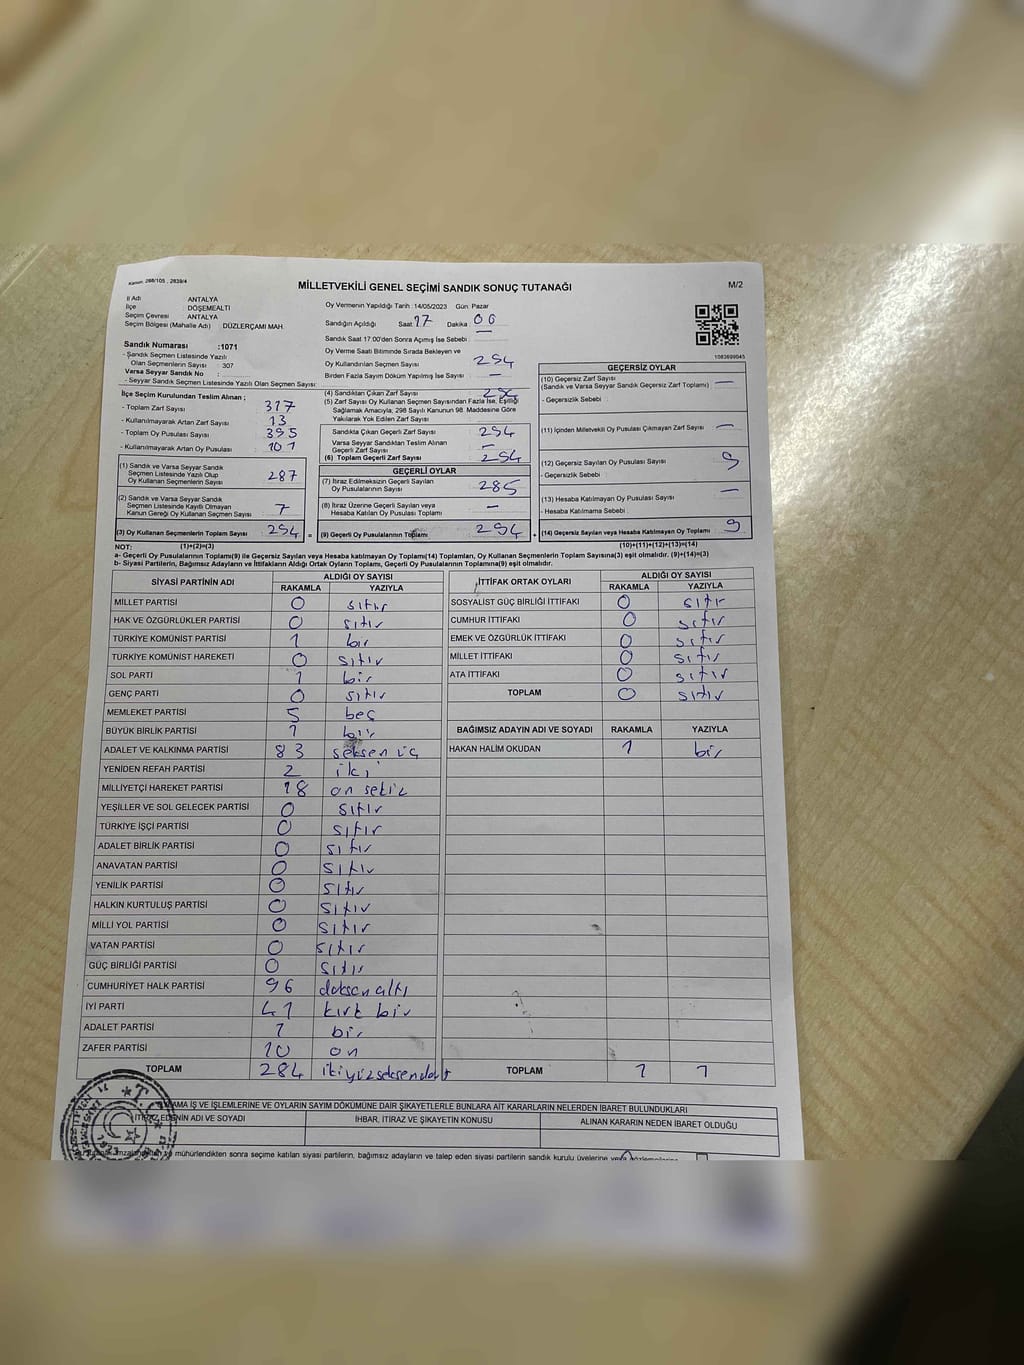 Kanun: 298/105 , 2839/4
MİLLETVEKİLİ GENEL SEÇİMİ SANDIK SONUÇ TUTANAĞI
M/2
İl Adı ANTALYA
İlçe DÖŞEMEALTI
Seçim Çevresi ANTALYA
Seçim Bölgesi (Mahalle Adı) DÜZLERÇAMI MAH.
Sandık Numarası :1071
- Sandık Seçmen Listesinde Yazılı
Olan Seçmenlerin Sayısı : 307
Varsa Seyyar Sandık No :
- Seyyar Sandık Seçmen Listesinde Yazılı Olan Seçmen Sayısı:
İlçe Seçim Kurulundan Teslim Alınan ;
- Toplam Zarf Sayısı 317
- Kullanılmayarak Artan Zarf Sayısı 13
- Toplam Oy Pusulası Sayısı 395
- Kullanılmayarak Artan Oy Pusulası 101
(1) Sandık ve Varsa Seyyar Sandık
Seçmen Listesinde Yazılı Olup
Oy Kullanan Seçmenlerin Sayısı 287
(2) Sandık ve Varsa Seyyar Sandık
Seçmen Listesinde Kayıtlı Olmayan
Kanun Gereği Oy Kullanan Seçmen Sayısı 7
(3) Oy Kullanan Seçmenlerin Toplam Sayısı 294 =
Oy Vermenin Yapıldığı Tarih :14/05/2023 Gün: Pazar
Sandığın Açıldığı Saat 17 Dakika 00
Sandık Saat 17.00'den Sonra Açılmış İse Sebebi : —
Oy Verme Saati Bitiminde Sırada Bekleyen ve
Oy Kullandırılan Seçmen Sayısı 294
Birden Fazla Sayım Döküm Yapılmış İse Sayısı : —
(4) Sandıktan Çıkan Zarf Sayısı
(5) Zarf Sayısı Oy Kullanan Seçmen Sayısından Fazla İse, Eşitliği
Sağlamak Amacıyla, 298 Sayılı Kanunun 98. Maddesine Göre
Yakılarak Yok Edilen Zarf Sayısı
Sandıkta Çıkan Geçerli Zarf Sayısı 294
Varsa Seyyar Sandıktan Teslim Alınan
Geçerli Zarf Sayısı —
(6) Toplam Geçerli Zarf Sayısı 294
GEÇERLİ OYLAR
(7) İtiraz Edilmeksizin Geçerli Sayılan
Oy Pusulalarının Sayısı 285
(8) İtiraz Üzerine Geçerli Sayılan veya
Hesaba Katılan Oy Pusulası Toplamı —
(9) Geçerli Oy Pusulalarının Toplamı 294 +
1083699045
GEÇERSİZ OYLAR
(10) Geçersiz Zarf Sayısı
(Sandık ve Varsa Seyyar Sandık Geçersiz Zarf Toplamı) —
- Geçersizlik Sebebi :
(11) İçinden Milletvekili Oy Pusulası Çıkmayan Zarf Sayısı —
(12) Geçersiz Sayılan Oy Pusulası Sayısı 9
- Geçersizlik Sebebi :
(13) Hesaba Katılmayan Oy Pusulası Sayısı —
- Hesaba Katılmama Sebebi :
(14) Geçersiz Sayılan veya Hesaba Katılmayan Oy Toplamı 9
NOT: (1)+(2)=(3) (10)+(11)+(12)+(13)=(14)
a- Geçerli Oy Pusulalarının Toplamı(9) ile Geçersiz Sayılan veya Hesaba katılmayan Oy Toplamı(14) Toplamları, Oy Kullanan Seçmenlerin Toplam Sayısına(3) eşit olmalıdır. (9)+(14)=(3)
b- Siyasi Partilerin, Bağımsız Adayların ve İttifakların Aldığı Ortak Oyların Toplamı, Geçerli Oy Pusulalarının Toplamına(9) eşit olmalıdır.
SİYASİ PARTİNİN ADI ALDIĞI OY SAYISI
RAKAMLA YAZIYLA
MİLLET PARTİSİ 0 sıfır
HAK VE ÖZGÜRLÜKLER PARTİSİ 0 sıfır
TÜRKİYE KOMÜNİST PARTİSİ 1 bir
TÜRKİYE KOMÜNİST HAREKETİ 0 sıfır
SOL PARTİ 1 bir
GENÇ PARTİ 0 sıfır
MEMLEKET PARTİSİ 5 beş
BÜYÜK BİRLİK PARTİSİ 1 bir
ADALET VE KALKINMA PARTİSİ 83 seksen üç
YENİDEN REFAH PARTİSİ 2 iki
MİLLİYETÇİ HAREKET PARTİSİ 18 on sekiz
YEŞİLLER VE SOL GELECEK PARTİSİ 0 sıfır
TÜRKİYE İŞÇİ PARTİSİ 0 sıfır
ADALET BİRLİK PARTİSİ 0 sıfır
ANAVATAN PARTİSİ 0 sıfır
YENİLİK PARTİSİ 0 sıfır
HALKIN KURTULUŞ PARTİSİ 0 sıfır
MİLLİ YOL PARTİSİ 0 sıfır
VATAN PARTİSİ 0 sıfır
GÜÇ BİRLİĞİ PARTİSİ 0 sıfır
CUMHURİYET HALK PARTİSİ 96 doksan altı
İYİ PARTİ 41 kırk bir
ADALET PARTİSİ 1 bir
ZAFER PARTİSİ 10 on
TOPLAM 284 ikiyüzseksendört
İTTİFAK ORTAK OYLARI ALDIĞI OY SAYISI
RAKAMLA YAZIYLA
SOSYALİST GÜÇ BİRLİĞİ İTTİFAKI 0 sıfır
CUMHUR İTTİFAKI 0 sıfır
EMEK VE ÖZGÜRLÜK İTTİFAKI 0 sıfır
MİLLET İTTİFAKI 0 sıfır
ATA İTTİFAKI 0 sıfır
TOPLAM 0 sıfır
BAĞIMSIZ ADAYIN ADI VE SOYADI RAKAMLA YAZIYLA
HAKAN HALİM OKUDAN 1 bir
TOPLAM 1 1
İŞ VE İŞLEMLERİNE VE OYLARIN SAYIM DÖKÜMÜNE DAİR ŞİKAYETLERLE BUNLARA AİT KARARLARIN NELERDEN İBARET BULUNDUKLARI
İTİRAZ EDENİN ADI VE SOYADI İHBAR, İTİRAZ VE ŞİKAYETİN KONUSU ALINAN KARARIN NEDEN İBARET OLDUĞU
mühürlendikten sonra seçime katılan siyasi partilerin, bağımsız adayların ve talep eden siyasi partilerin sandık kurulu üyelerine veya